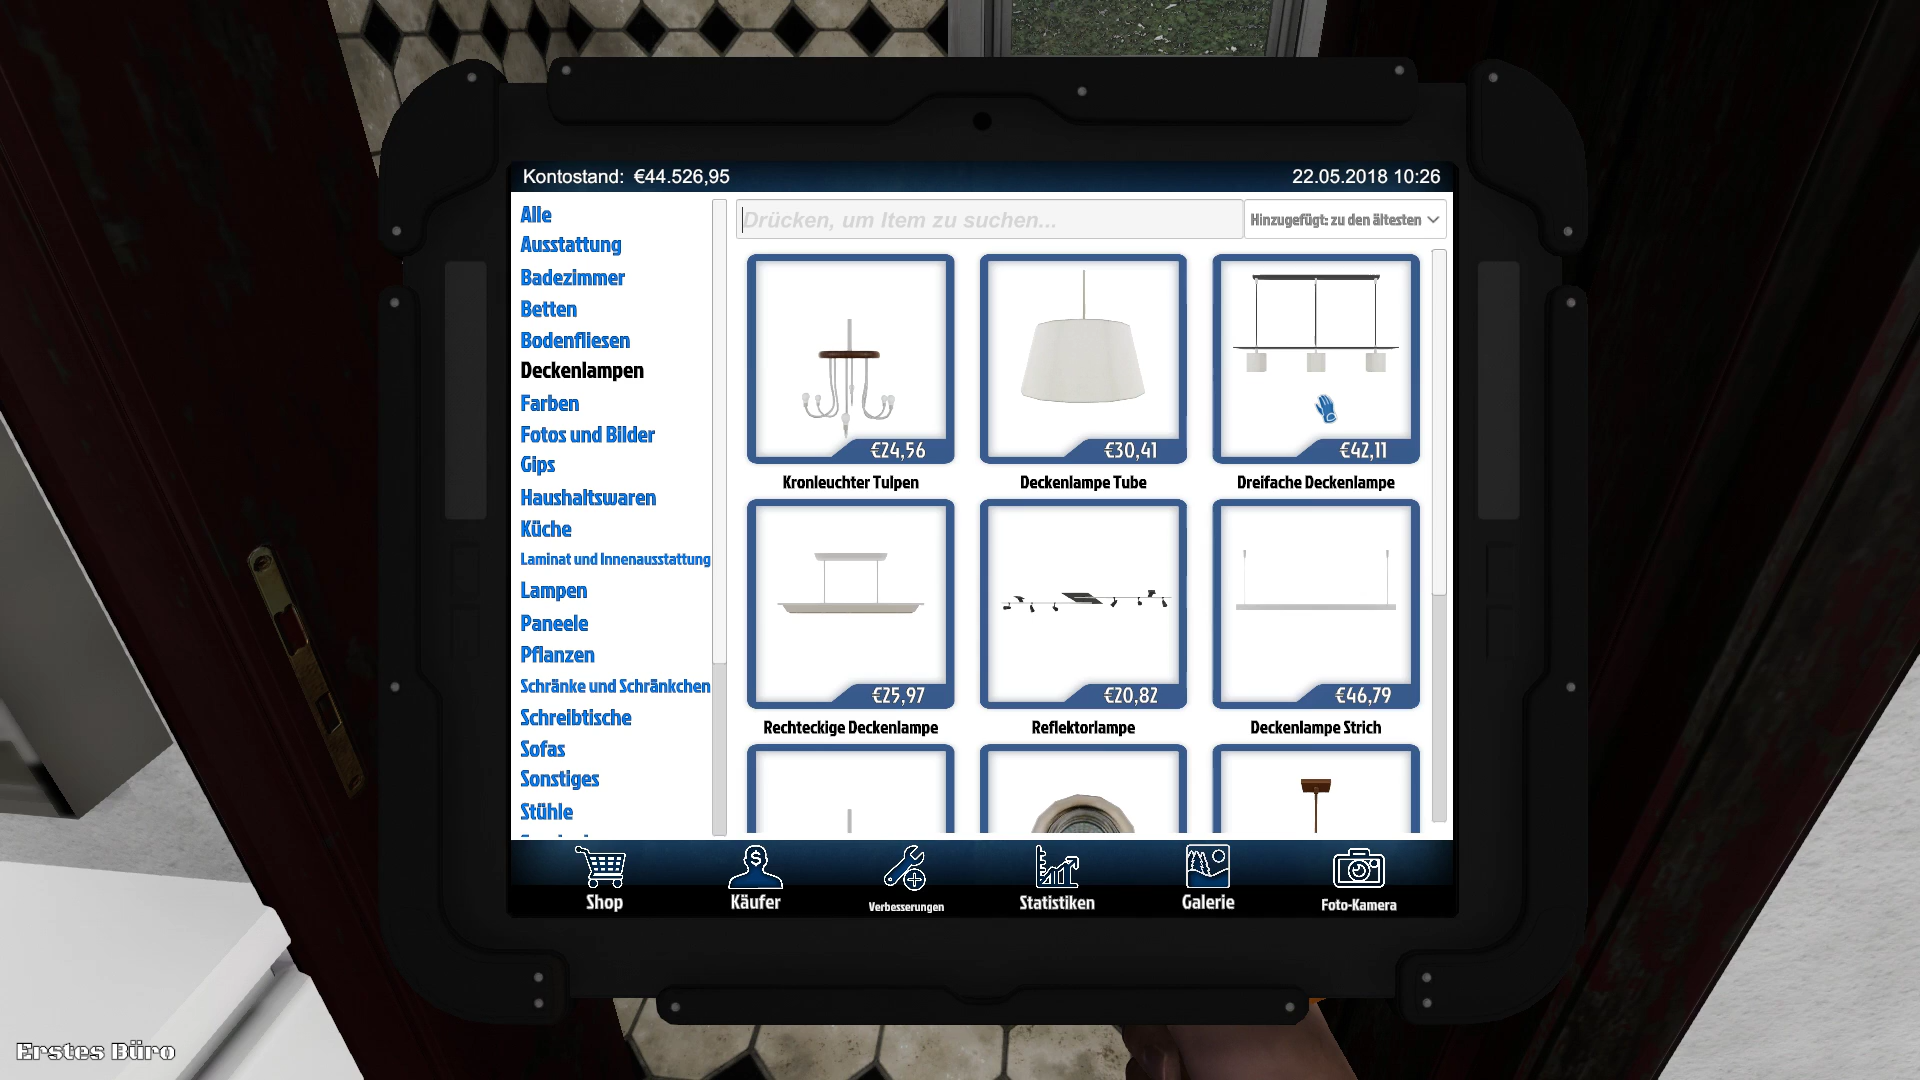 Kontostand: €44.526,95
22.05.2018 10:26
Alle
Ausstattung
Badezimmer
Betten
Bodenfliesen
Deckenlampen
Farben
Fotos und Bilder
Gips
Haushaltswaren
Küche
Laminat und Innenausstattung
Lampen
Paneele
Pflanzen
Schränke und Schränkchen
Schreibtische
Sofas
Sonstiges
Stühle
Drücken, um Item zu suchen...
Hinzugefügt: zu den ältesten
€24,56
€30,41
€42,11
Kronleuchter Tulpen
Deckenlampe Tube
Dreifache Deckenlampe
€25,97
€20,82
€46,79
Rechteckige Deckenlampe
Reflektorlampe
Deckenlampe Strich
Shop
Käufer
Verbesserungen
Statistiken
Galerie
Foto-Kamera
Erstes Büro